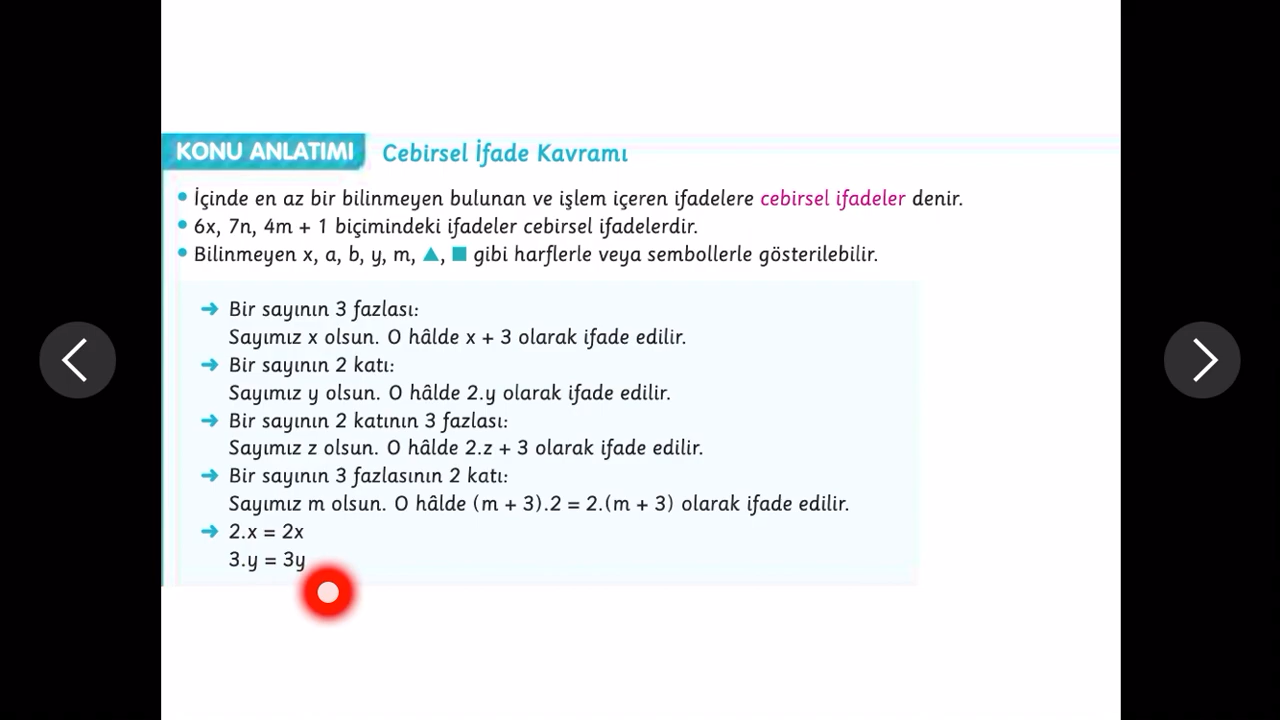 KONU ANLATIMI Cebirsel İfade Kavramı
• İçinde en az bir bilinmeyen bulunan ve işlem içeren ifadelere cebirsel ifadeler denir.
• 6x, 7n, 4m + 1 biçimindeki ifadeler cebirsel ifadelerdir.
• Bilinmeyen x, a, b, y, m, ▲, ■ gibi harflerle veya sembollerle gösterilebilir.
➔ Bir sayının 3 fazlası:
Sayımız x olsun. O hâlde x + 3 olarak ifade edilir.
➔ Bir sayının 2 katı:
Sayımız y olsun. O hâlde 2.y olarak ifade edilir.
➔ Bir sayının 2 katının 3 fazlası:
Sayımız z olsun. O hâlde 2.z + 3 olarak ifade edilir.
➔ Bir sayının 3 fazlasının 2 katı:
Sayımız m olsun. O hâlde (m + 3).2 = 2.(m + 3) olarak ifade edilir.
➔ 2.x = 2x
3.y = 3y